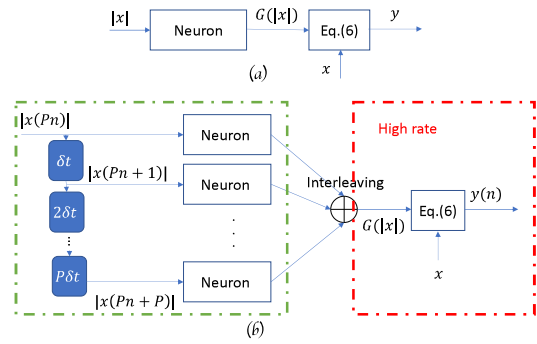 |x|
Neuron
G(|x|)
Eq.(6)
y
x
(a)
|x(Pn)|
Neuron
High rate
δt
|x(Pn + 1)|
Neuron
Interleaving
2δt
G(|x|)
Eq.(6)
y(n)
Pδt
Neuron
x
|x(Pn + P)|
(b)